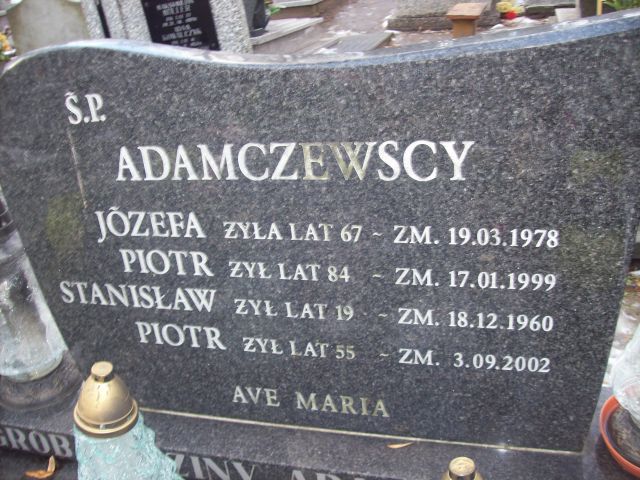 Š.P.
ADAMCZEWSCY
JÓZEFA ŻYŁA LAT 67 ~ ZM. 19.03.1978
PIOTR ŻYŁ LAT 84 ~ ZM. 17.01.1999
STANISŁAW ŻYŁ LAT 19 ~ ZM. 18.12.1960
PIOTR ŻYŁ LAT 55 ~ ZM. 3.09.2002
AVE MARIA
GRÓB